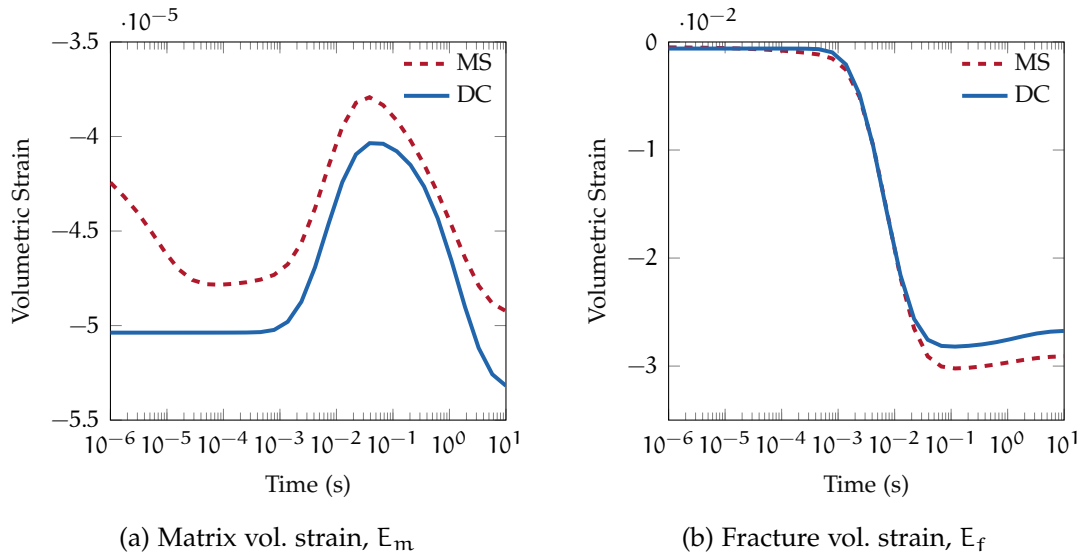 ·10⁻⁵
Volumetric Strain
−3.5
−4
−4.5
−5
−5.5
MS
DC
10⁻⁶ 10⁻⁵ 10⁻⁴ 10⁻³ 10⁻² 10⁻¹ 10⁰ 10¹
Time (s)
(a) Matrix vol. strain, Eₘ
·10⁻²
Volumetric Strain
0
−1
−2
−3
MS
DC
10⁻⁶ 10⁻⁵ 10⁻⁴ 10⁻³ 10⁻² 10⁻¹ 10⁰ 10¹
Time (s)
(b) Fracture vol. strain, E_f